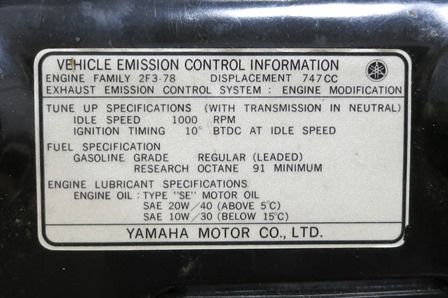 VEHICLE EMISSION CONTROL INFORMATION
ENGINE FAMILY 2F3-78 DISPLACEMENT 747CC
EXHAUST EMISSION CONTROL SYSTEM : ENGINE MODIFICATION
TUNE UP SPECIFICATIONS (WITH TRANSMISSION IN NEUTRAL)
IDLE SPEED 1000 RPM
IGNITION TIMING 10° BTDC AT IDLE SPEED
FUEL SPECIFICATION
GASOLINE GRADE REGULAR (LEADED)
RESEARCH OCTANE 91 MINIMUM
ENGINE LUBRICANT SPECIFICATIONS
ENGINE OIL : TYPE "SE" MOTOR OIL
SAE 20W/40 (ABOVE 5°C)
SAE 10W/30 (BELOW 15°C)
YAMAHA MOTOR CO., LTD.